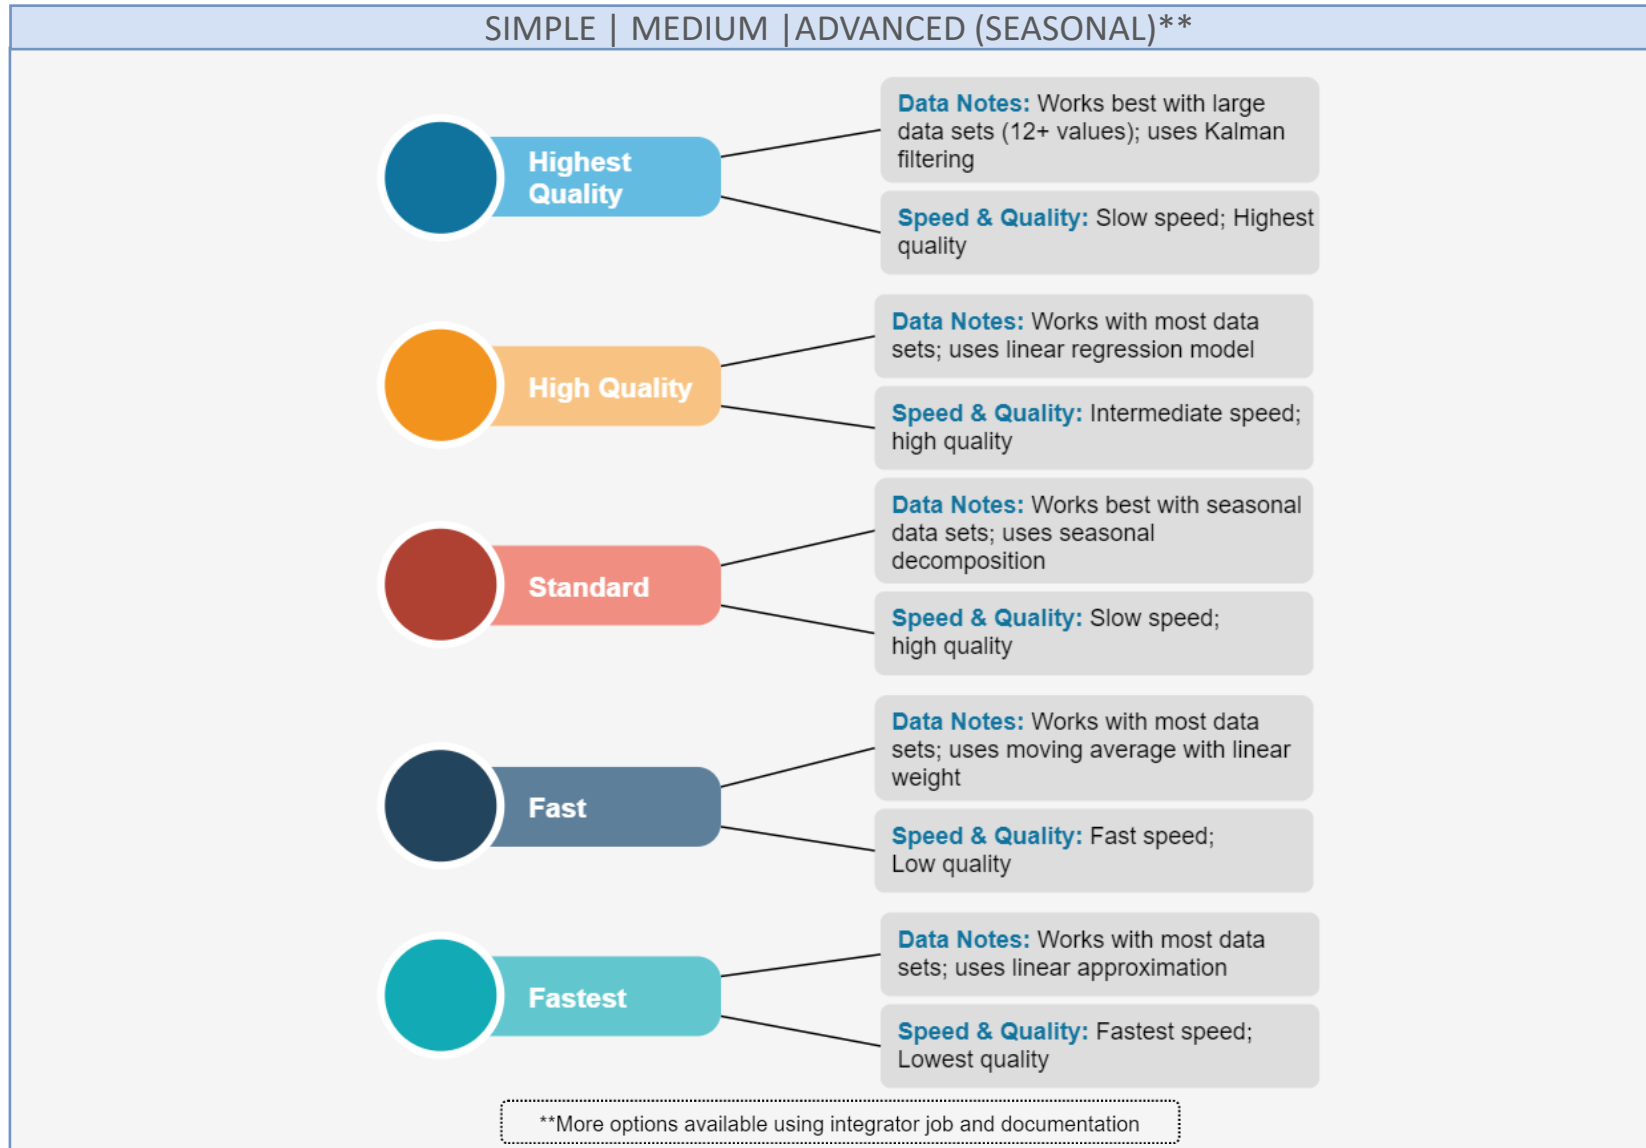 SIMPLE | MEDIUM |ADVANCED (SEASONAL)**
Highest
Quality
Data Notes: Works best with large
data sets (12+ values); uses Kalman
filtering
Speed & Quality: Slow speed; Highest
quality
High Quality
Data Notes: Works with most data
sets; uses linear regression model
Speed & Quality: Intermediate speed;
high quality
Standard
Data Notes: Works best with seasonal
data sets; uses seasonal
decomposition
Speed & Quality: Slow speed;
high quality
Fast
Data Notes: Works with most data
sets; uses moving average with linear
weight
Speed & Quality: Fast speed;
Low quality
Fastest
Data Notes: Works with most data
sets; uses linear approximation
Speed & Quality: Fastest speed;
Lowest quality
**More options available using integrator job and documentation